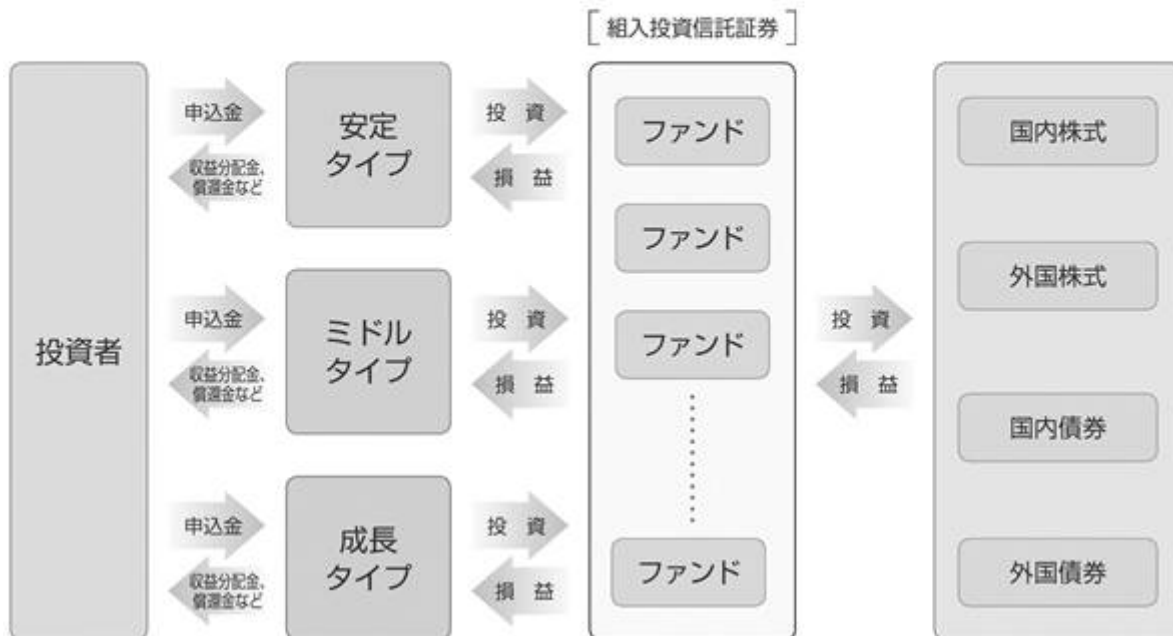 [組入投資信託証券]
投資者
申込金
収益分配金、
償還金など
安定
タイプ
投 資
損 益
申込金
収益分配金、
償還金など
ミドル
タイプ
投 資
損 益
申込金
収益分配金、
償還金など
成長
タイプ
投 資
損 益
ファンド
ファンド
ファンド
ファンド
投 資
損 益
国内株式
外国株式
国内債券
外国債券